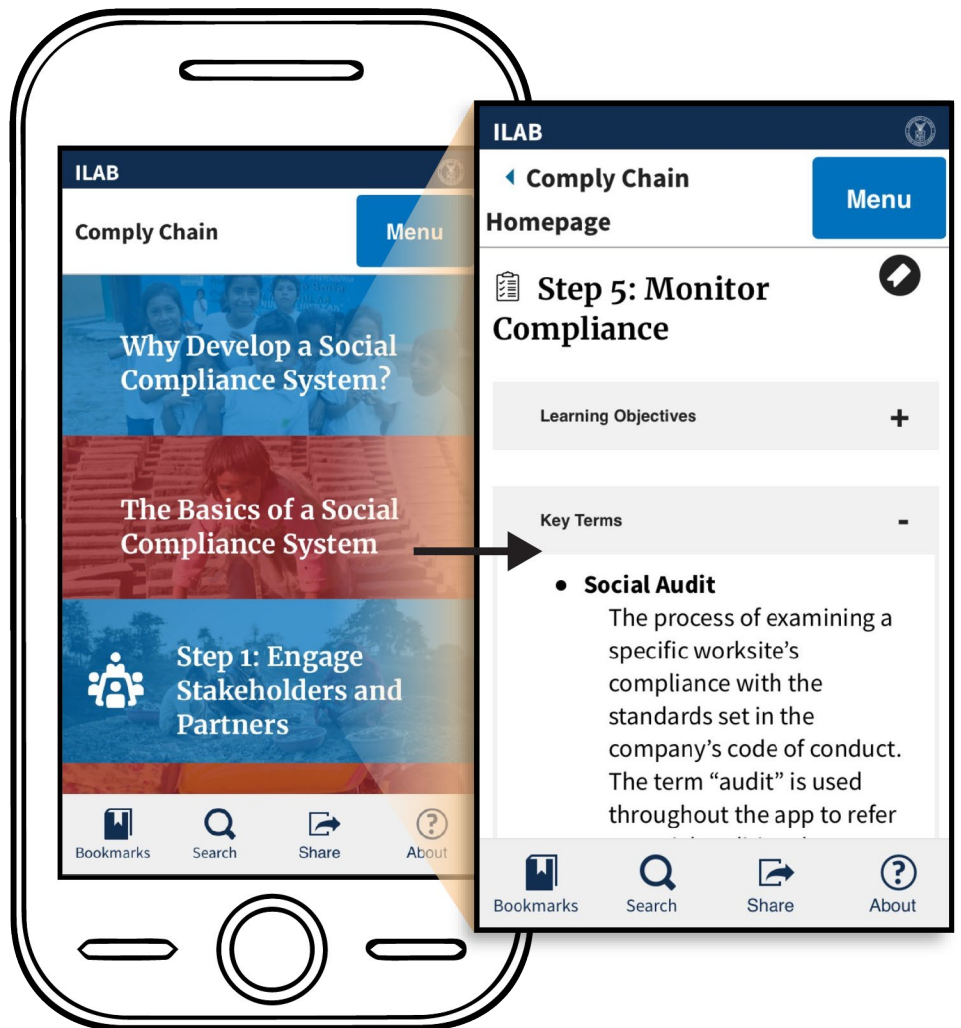 ILAB
Comply Chain
Menu
Why Develop a Social
Compliance System?
The Basics of a Social
Compliance System
Step 1: Engage
Stakeholders and
Partners
Bookmarks
Search
Share
About
ILAB
Comply Chain
Homepage
Menu
Step 5: Monitor
Compliance
Learning Objectives +
Key Terms -
• Social Audit
The process of examining a
specific worksite’s
compliance with the
standards set in the
company’s code of conduct.
The term “audit” is used
throughout the app to refer
Bookmarks
Search
Share
About